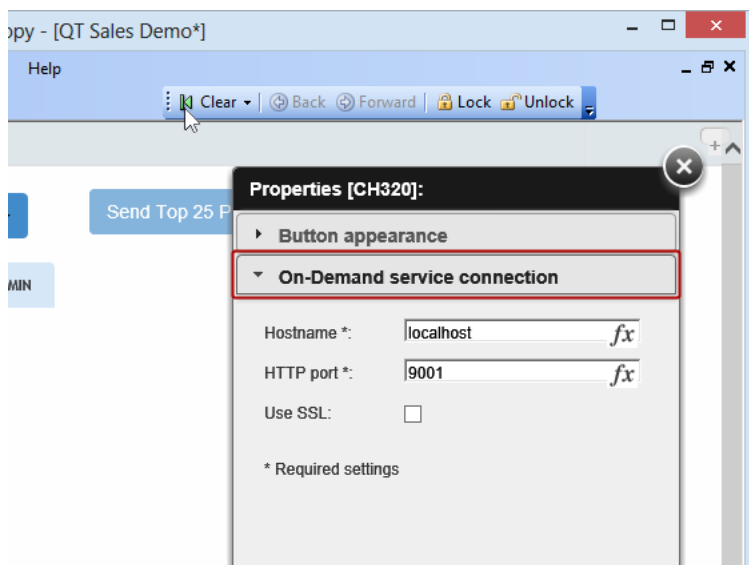 opy - [QT Sales Demo*]
Help
Clear Back Forward Lock Unlock
Send Top 25 P
MIN
Properties [CH320]:
Button appearance
On-Demand service connection
Hostname *: localhost fx
HTTP port *: 9001 fx
Use SSL:
* Required settings